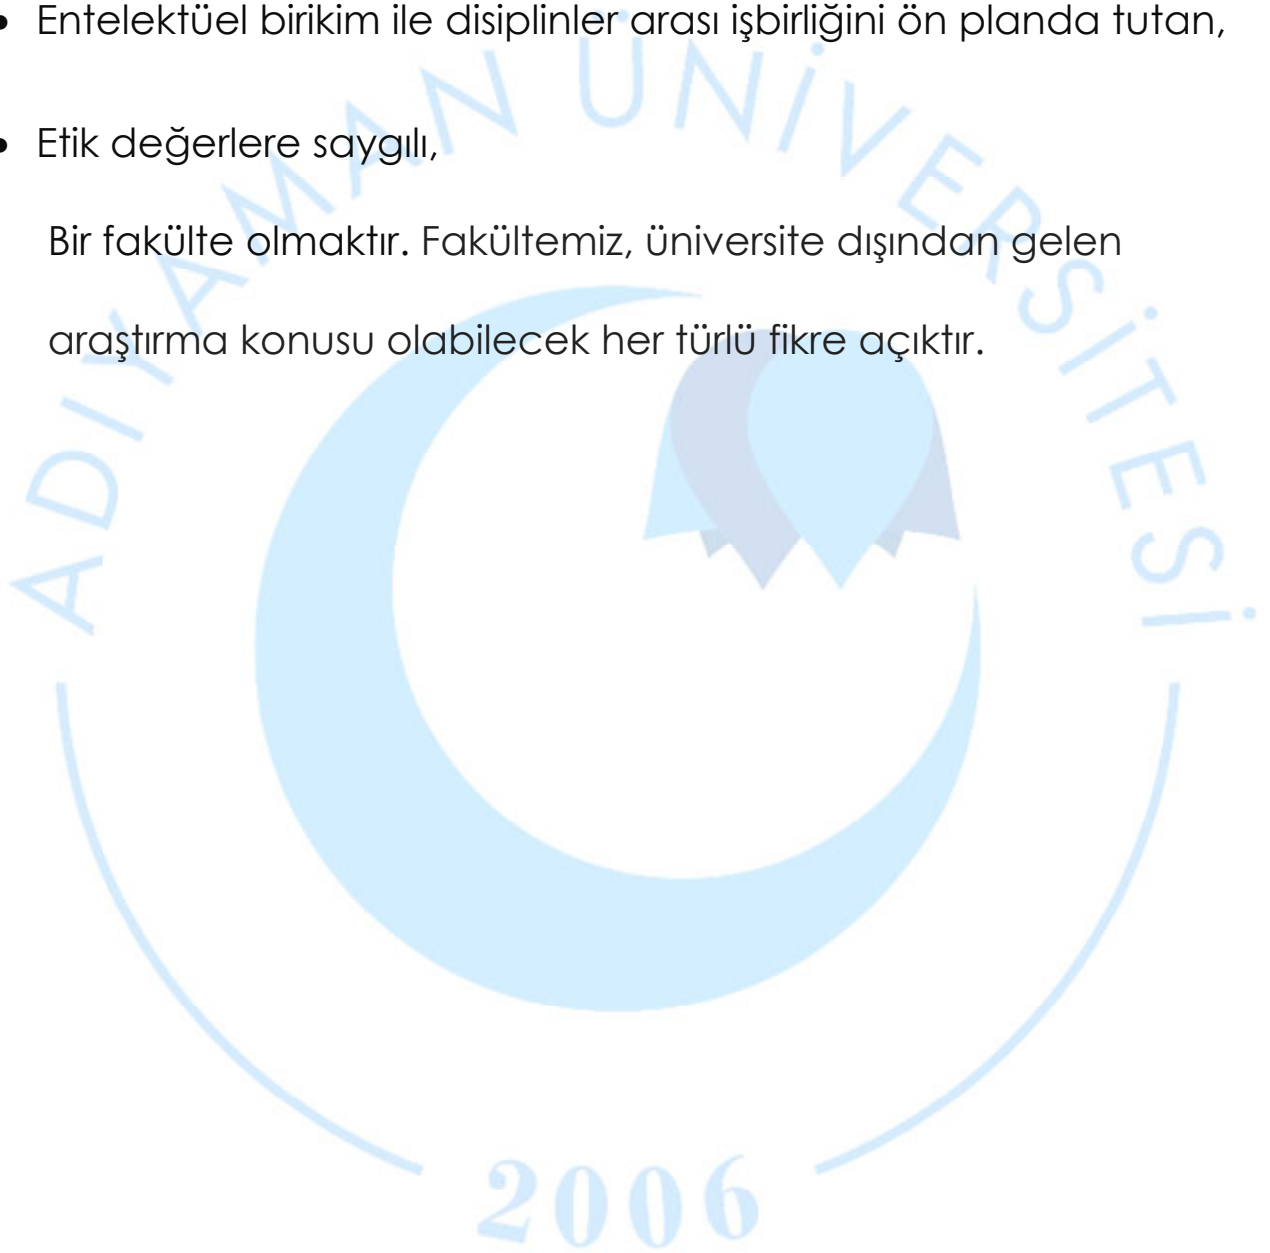 • Entelektüel birikim ile disiplinler arası işbirliğini ön planda tutan,
• Etik değerlere saygılı,
Bir fakülte olmaktır. Fakültemiz, üniversite dışından gelen
araştırma konusu olabilecek her türlü fikre açıktır.
ADIYAMAN ÜNİVERSİTESİ
2006